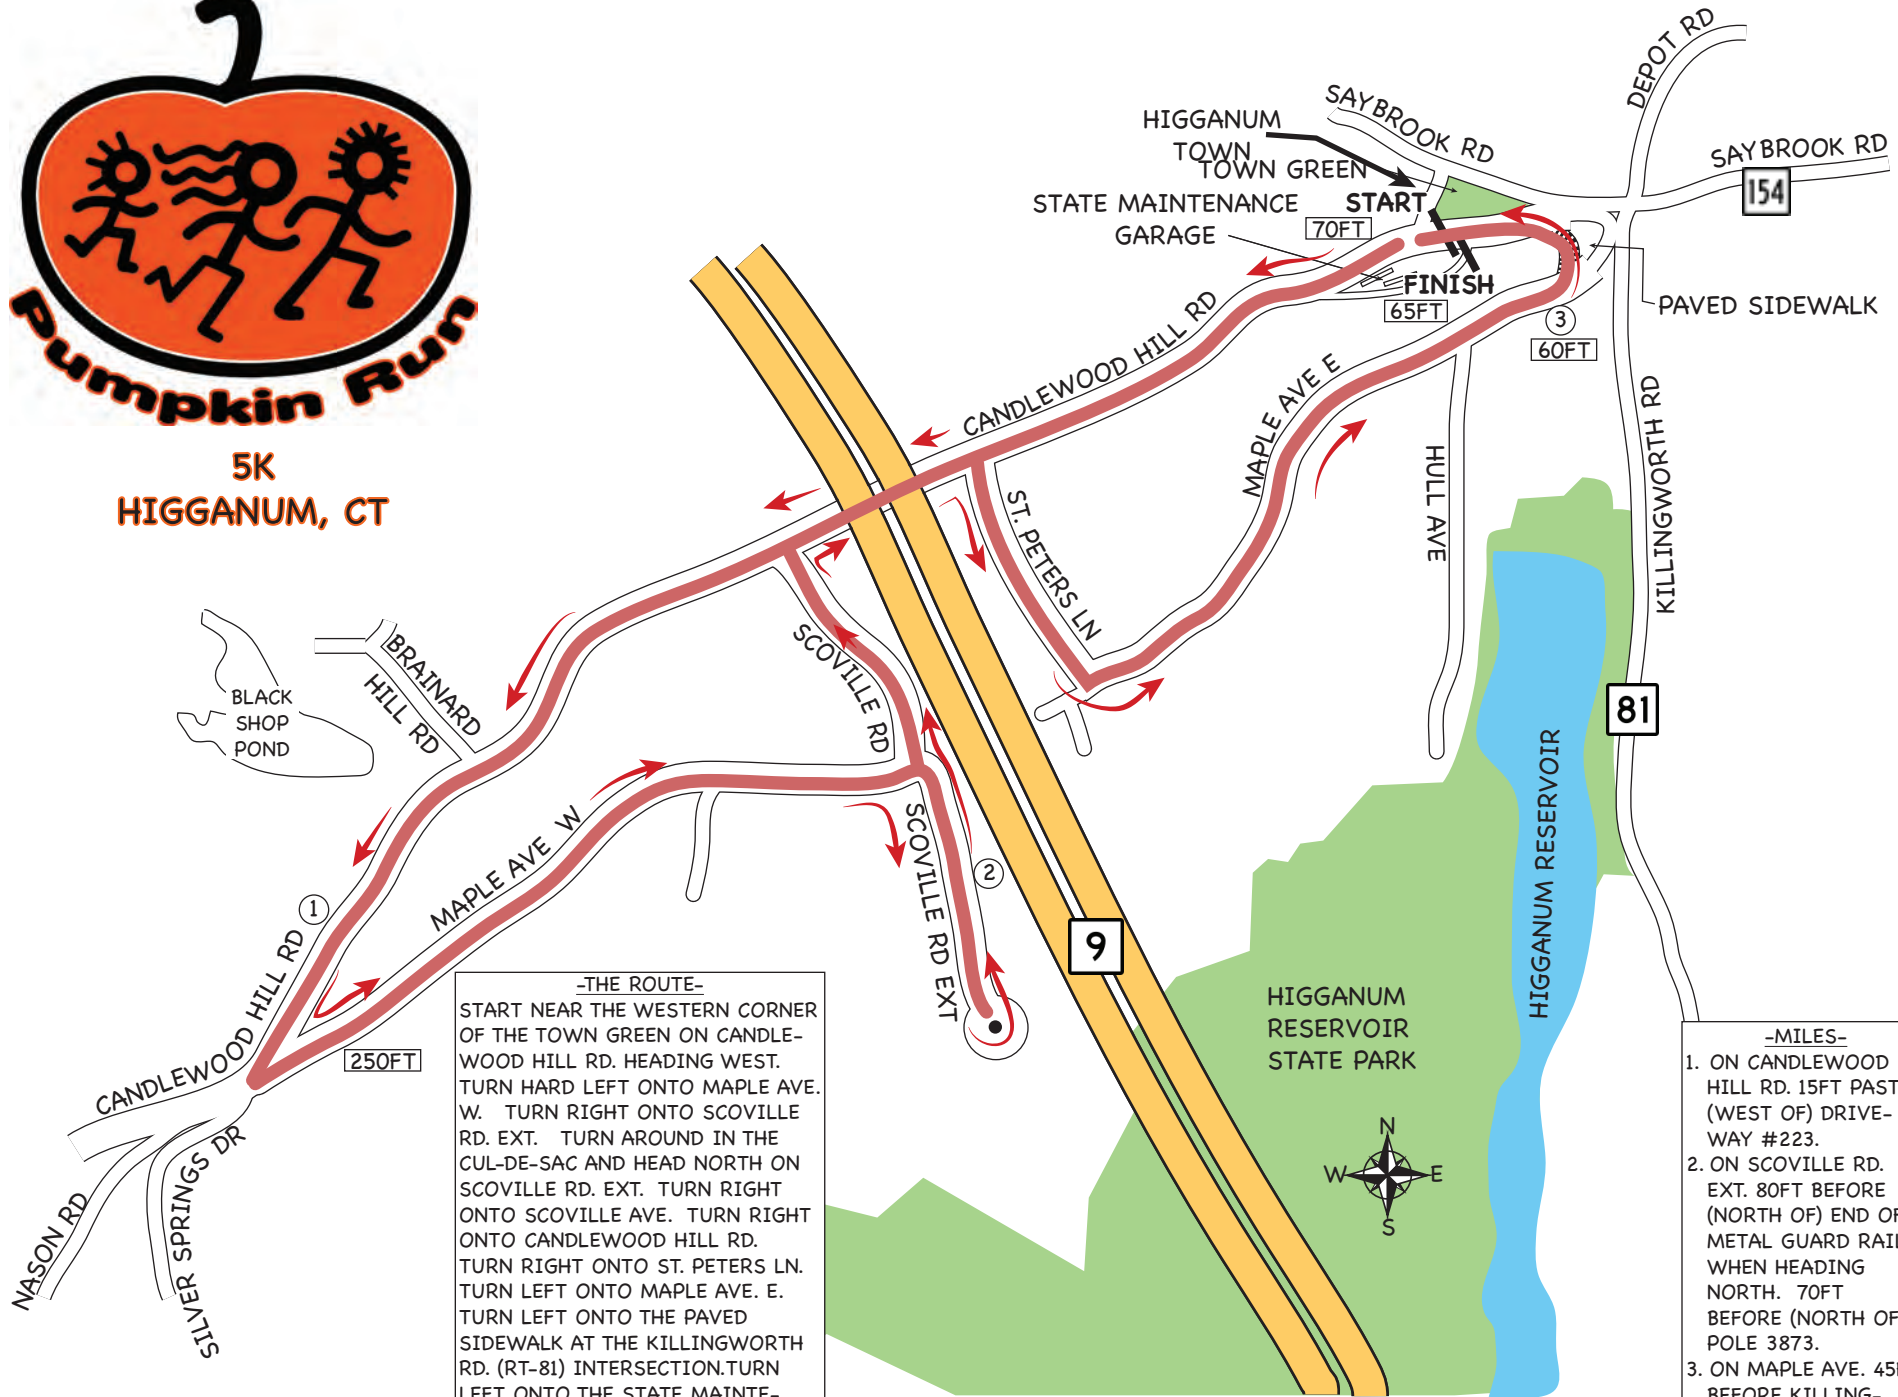 Pumpkin Run
5K
HIGGANUM, CT
DEPOT RD
SAYBROOK RD
SAYBROOK RD
154
HIGGANUM
TOWN
TOWN GREEN
STATE MAINTENANCE
GARAGE
START
70FT
FINISH
65FT
3
60FT
PAVED SIDEWALK
CANDLEWOOD HILL RD
MAPLE AVE E
HULL AVE
KILLINGWORTH RD
ST. PETERS LN
SCOVILLE RD
BRAINARD
HILL RD
BLACK
SHOP
POND
81
MAPLE AVE W
SCOVILLE RD EXT
2
1
9
HIGGANUM RESERVOIR
CANDLEWOOD HILL RD
250FT
NASON RD
SILVER SPRINGS DR
HIGGANUM
RESERVOIR
STATE PARK
N
W
E
S
-THE ROUTE-
START NEAR THE WESTERN CORNER
OF THE TOWN GREEN ON CANDLE-
WOOD HILL RD. HEADING WEST.
TURN HARD LEFT ONTO MAPLE AVE.
W. TURN RIGHT ONTO SCOVILLE
RD. EXT. TURN AROUND IN THE
CUL-DE-SAC AND HEAD NORTH ON
SCOVILLE RD. EXT. TURN RIGHT
ONTO SCOVILLE AVE. TURN RIGHT
ONTO CANDLEWOOD HILL RD.
TURN RIGHT ONTO ST. PETERS LN.
TURN LEFT ONTO MAPLE AVE. E.
TURN LEFT ONTO THE PAVED
SIDEWALK AT THE KILLINGWORTH
RD. (RT-81) INTERSECTION.TURN
LEFT ONTO THE STATE MAINTE-
-MILES-
1. ON CANDLEWOOD
HILL RD. 15FT PAST
(WEST OF) DRIVE-
WAY #223.
2. ON SCOVILLE RD.
EXT. 80FT BEFORE
(NORTH OF) END OF
METAL GUARD RAIL
WHEN HEADING
NORTH. 70FT
BEFORE (NORTH OF
POLE 3873.
3. ON MAPLE AVE. 45
BEFORE KILLING-